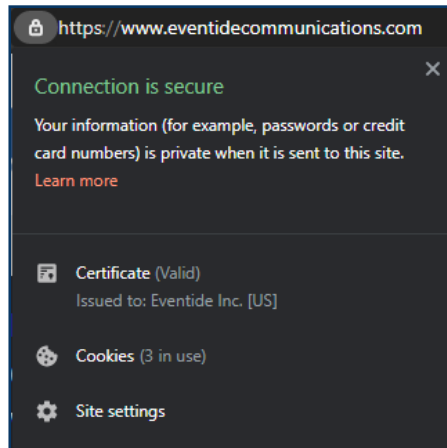 https://www.eventidecommunications.com
Connection is secure
Your information (for example, passwords or credit
card numbers) is private when it is sent to this site.
Learn more
Certificate (Valid)
Issued to: Eventide Inc. [US]
Cookies (3 in use)
Site settings